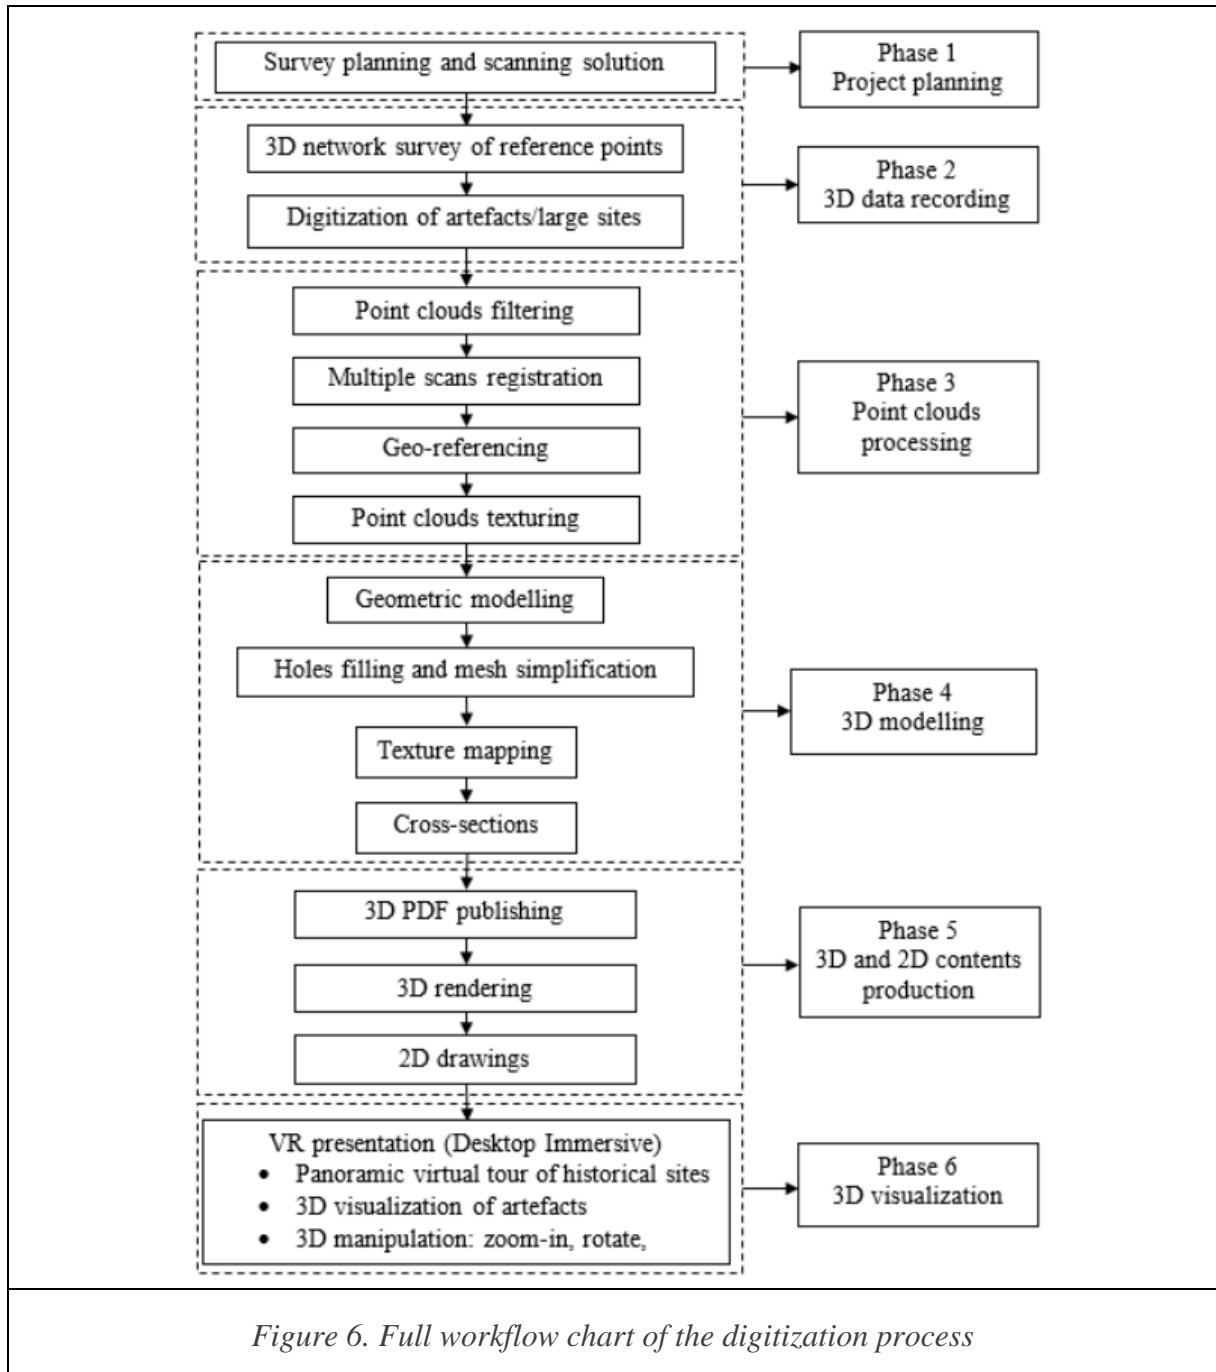 Survey planning and scanning solution
Phase 1
Project planning
3D network survey of reference points
Digitization of artefacts/large sites
Phase 2
3D data recording
Point clouds filtering
Multiple scans registration
Geo-referencing
Point clouds texturing
Phase 3
Point clouds
processing
Geometric modelling
Holes filling and mesh simplification
Texture mapping
Cross-sections
Phase 4
3D modelling
3D PDF publishing
3D rendering
2D drawings
Phase 5
3D and 2D contents
production
VR presentation (Desktop Immersive)
• Panoramic virtual tour of historical sites
• 3D visualization of artefacts
• 3D manipulation: zoom-in, rotate,
Phase 6
3D visualization
Figure 6. Full workflow chart of the digitization process